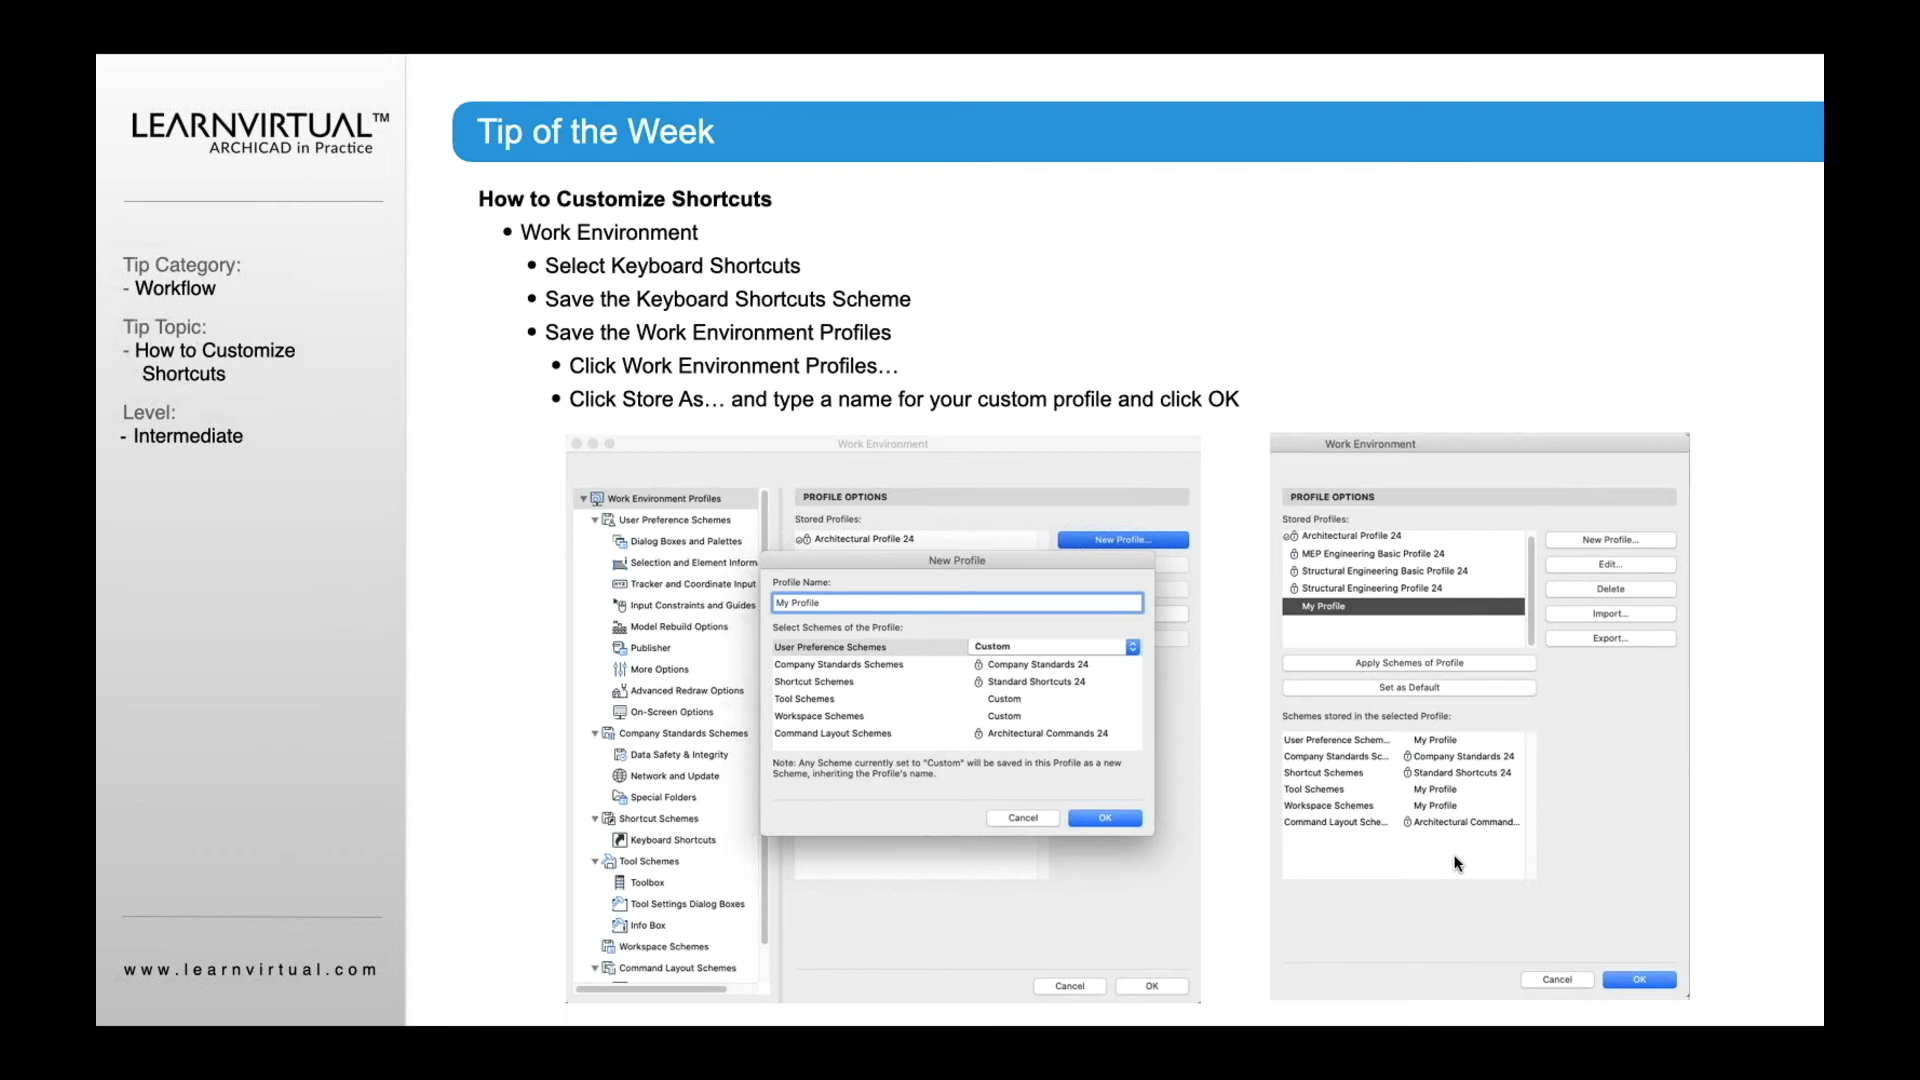 LEARNVIRTUAL™
ARCHICAD in Practice
Tip Category:
- Workflow
Tip Topic:
- How to Customize
Shortcuts
Level:
- Intermediate
www.learnvirtual.com
Tip of the Week
How to Customize Shortcuts
• Work Environment
• Select Keyboard Shortcuts
• Save the Keyboard Shortcuts Scheme
• Save the Work Environment Profiles
• Click Work Environment Profiles…
• Click Store As… and type a name for your custom profile and click OK
Work Environment
Work Environment Profiles
User Preference Schemes
Dialog Boxes and Palettes
Selection and Element Inform
Tracker and Coordinate Input
Input Constraints and Guides
Model Rebuild Options
Publisher
More Options
Advanced Redraw Options
On-Screen Options
Company Standards Schemes
Data Safety & Integrity
Network and Update
Special Folders
Shortcut Schemes
Keyboard Shortcuts
Tool Schemes
Toolbox
Tool Settings Dialog Boxes
Info Box
Workspace Schemes
Command Layout Schemes
PROFILE OPTIONS
Stored Profiles:
Architectural Profile 24
New Profile...
New Profile
Profile Name:
My Profile
Select Schemes of the Profile:
User Preference Schemes Custom
Company Standards Schemes Company Standards 24
Shortcut Schemes Standard Shortcuts 24
Tool Schemes Custom
Workspace Schemes Custom
Command Layout Schemes Architectural Commands 24
Note: Any Scheme currently set to "Custom" will be saved in this Profile as a new
Scheme, inheriting the Profile's name.
Cancel OK
Cancel OK
Work Environment
PROFILE OPTIONS
Stored Profiles:
Architectural Profile 24
MEP Engineering Basic Profile 24
Structural Engineering Basic Profile 24
Structural Engineering Profile 24
My Profile
New Profile...
Edit...
Delete
Import...
Export...
Apply Schemes of Profile
Set as Default
Schemes stored in the selected Profile:
User Preference Schem... My Profile
Company Standards Sc... Company Standards 24
Shortcut Schemes Standard Shortcuts 24
Tool Schemes My Profile
Workspace Schemes My Profile
Command Layout Sche... Architectural Command...
Cancel OK